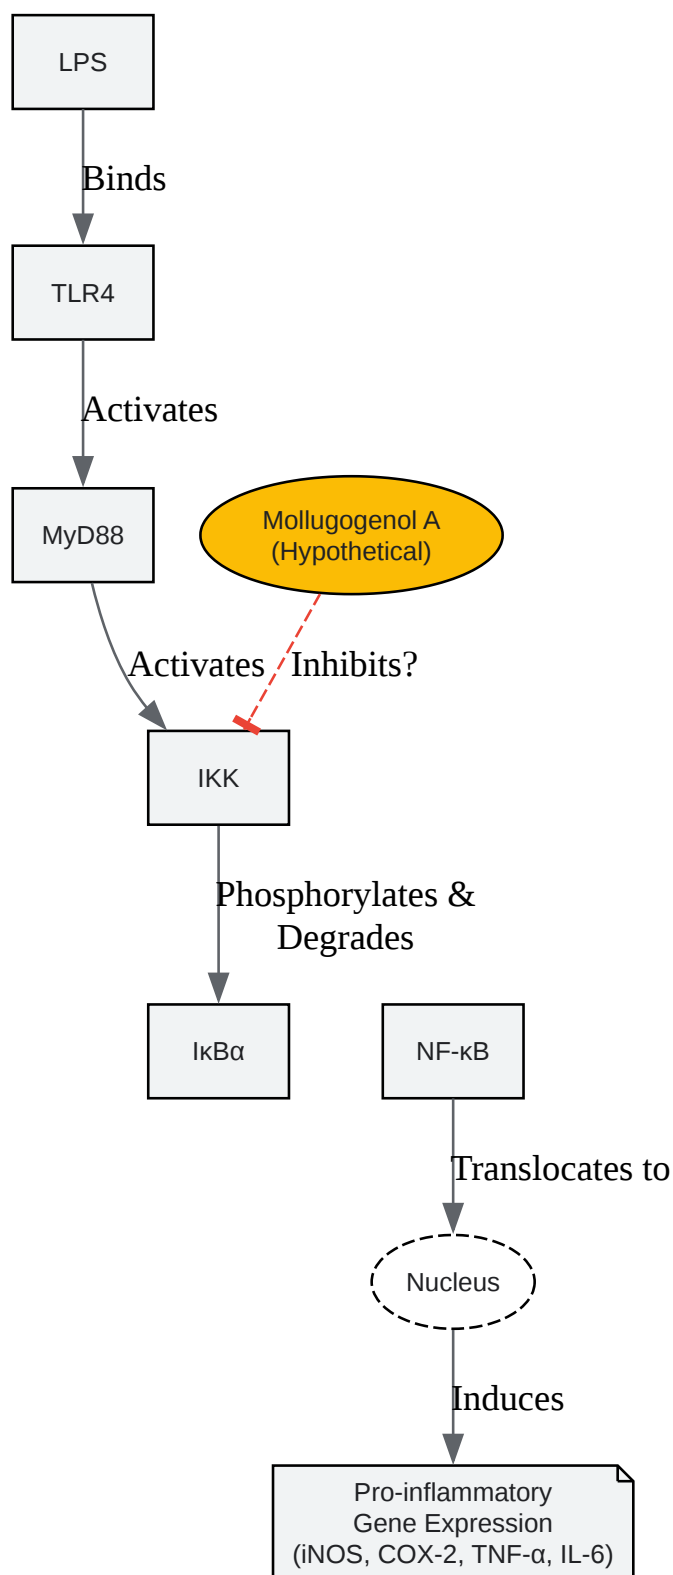 LPS
Binds
TLR4
Activates
MyD88
Mollugogenol A
(Hypothetical)
Activates
Inhibits?
IKK
Phosphorylates &
Degrades
IκBα
NF-κB
Translocates to
Nucleus
Induces
Pro-inflammatory
Gene Expression
(iNOS, COX-2, TNF-α, IL-6)